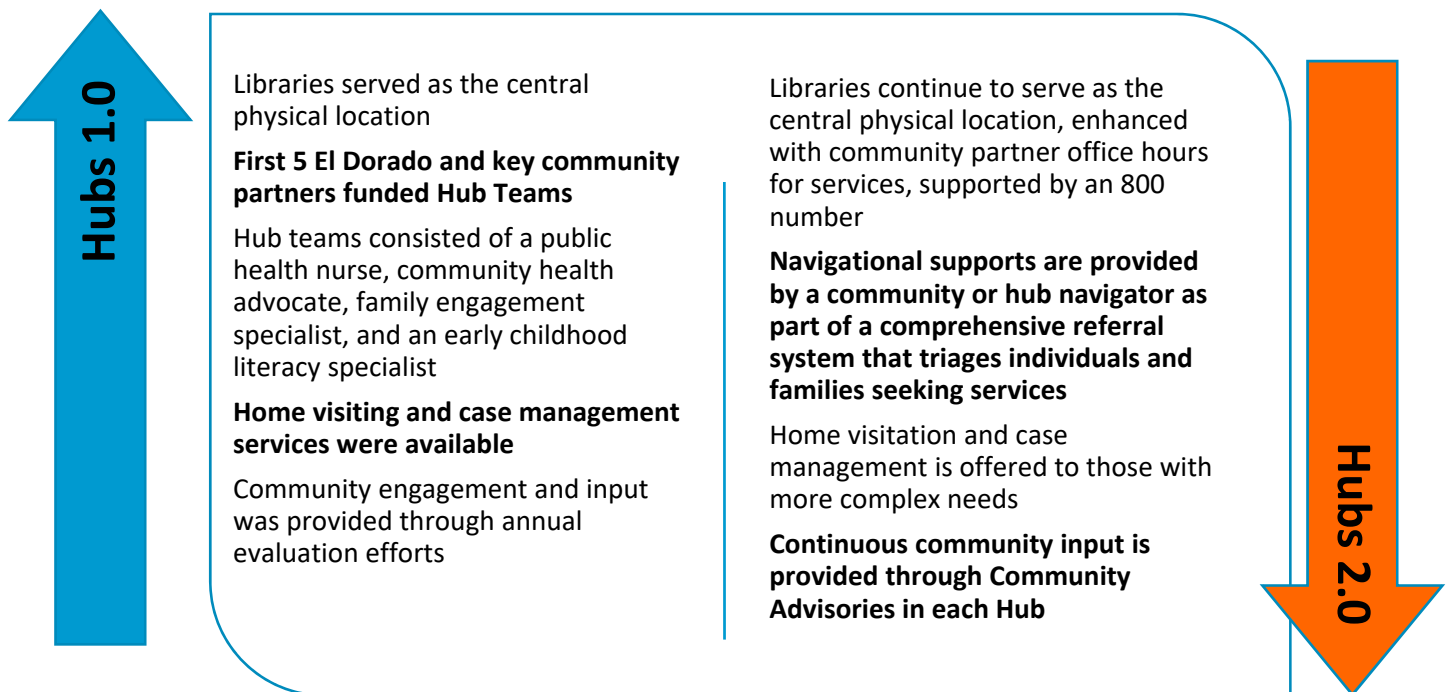 Hubs 1.0
Libraries served as the central
physical location
First 5 El Dorado and key community
partners funded Hub Teams
Hub teams consisted of a public
health nurse, community health
advocate, family engagement
specialist, and an early childhood
literacy specialist
Home visiting and case management
services were available
Community engagement and input
was provided through annual
evaluation efforts
Libraries continue to serve as the
central physical location, enhanced
with community partner office hours
for services, supported by an 800
number
Navigational supports are provided
by a community or hub navigator as
part of a comprehensive referral
system that triages individuals and
families seeking services
Home visitation and case
management is offered to those with
more complex needs
Continuous community input is
provided through Community
Advisories in each Hub
Hubs 2.0